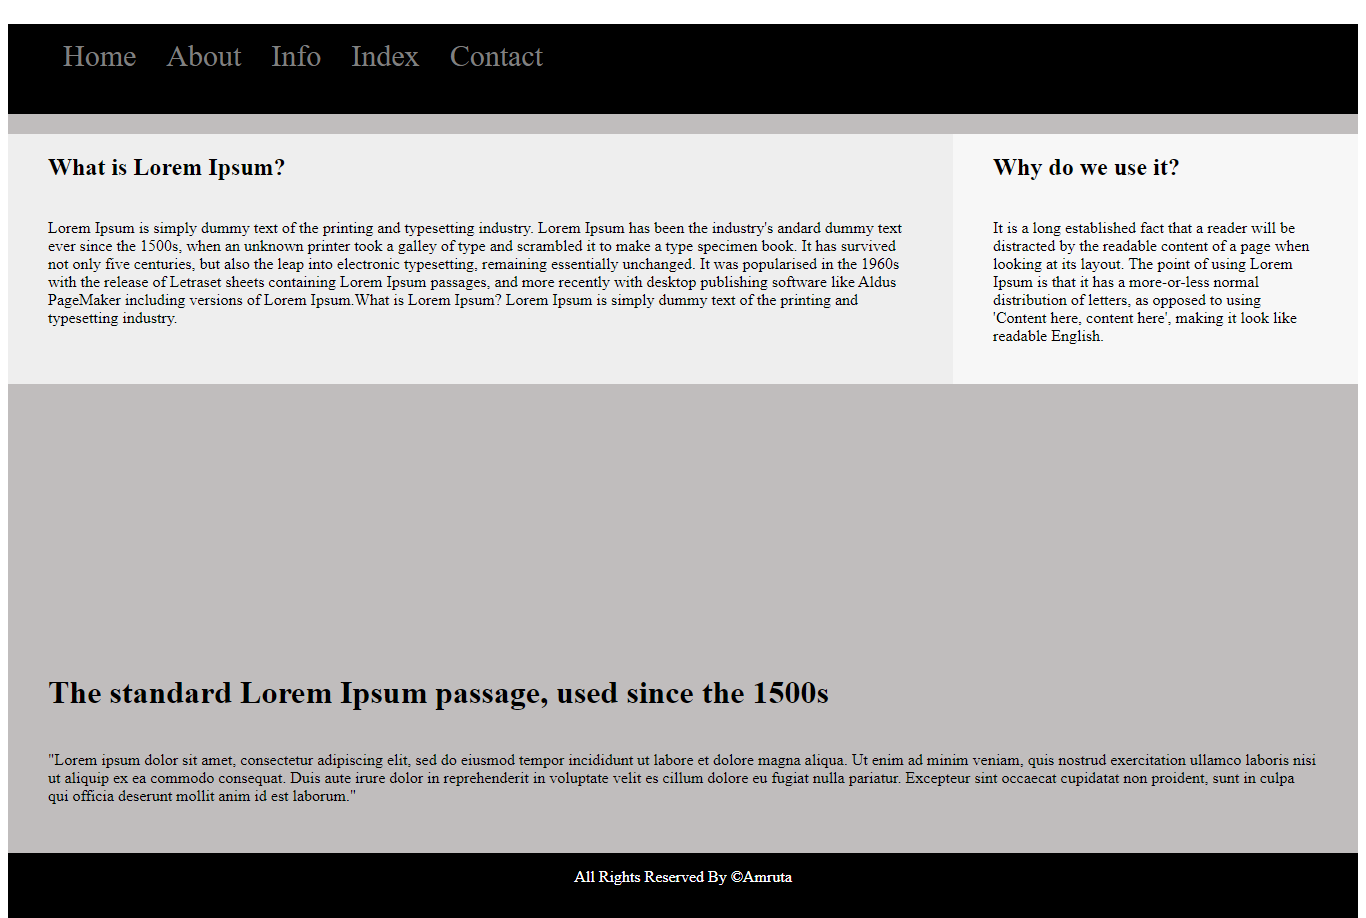 Home About Info Index Contact
What is Lorem Ipsum?
Lorem Ipsum is simply dummy text of the printing and typesetting industry. Lorem Ipsum has been the industry's andard dummy text
ever since the 1500s, when an unknown printer took a galley of type and scrambled it to make a type specimen book. It has survived
not only five centuries, but also the leap into electronic typesetting, remaining essentially unchanged. It was popularised in the 1960s
with the release of Letraset sheets containing Lorem Ipsum passages, and more recently with desktop publishing software like Aldus
PageMaker including versions of Lorem Ipsum.What is Lorem Ipsum? Lorem Ipsum is simply dummy text of the printing and
typesetting industry.
Why do we use it?
It is a long established fact that a reader will be
distracted by the readable content of a page when
looking at its layout. The point of using Lorem
Ipsum is that it has a more-or-less normal
distribution of letters, as opposed to using
'Content here, content here', making it look like
readable English.
The standard Lorem Ipsum passage, used since the 1500s
"Lorem ipsum dolor sit amet, consectetur adipiscing elit, sed do eiusmod tempor incididunt ut labore et dolore magna aliqua. Ut enim ad minim veniam, quis nostrud exercitation ullamco laboris nisi
ut aliquip ex ea commodo consequat. Duis aute irure dolor in reprehenderit in voluptate velit es cillum dolore eu fugiat nulla pariatur. Excepteur sint occaecat cupidatat non proident, sunt in culpa
qui officia deserunt mollit anim id est laborum."
All Rights Reserved By ©Amruta